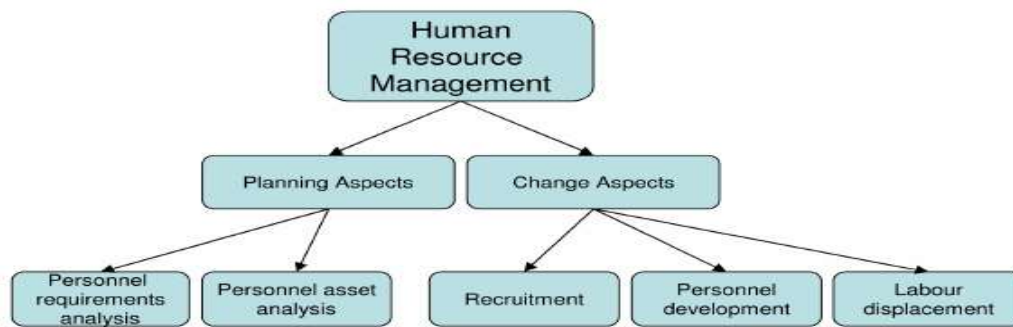 Human
Resource
Management
Planning Aspects
Change Aspects
Personnel
requirements
analysis
Personnel asset
analysis
Recruitment
Personnel
development
Labour
displacement